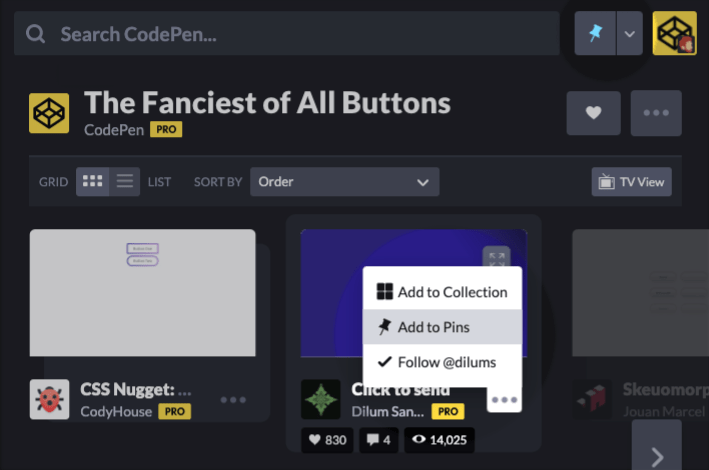 Search CodePen...
The Fanciest of All Buttons
CodePen PRO
GRID LIST SORT BY Order TV View
Add to Collection
Add to Pins
Follow @dilums
CSS Nugget: ...
CodyHouse PRO
Click to send
Dilum San... PRO
830 4 14,025
Skeuomorp
Jouan Marcel